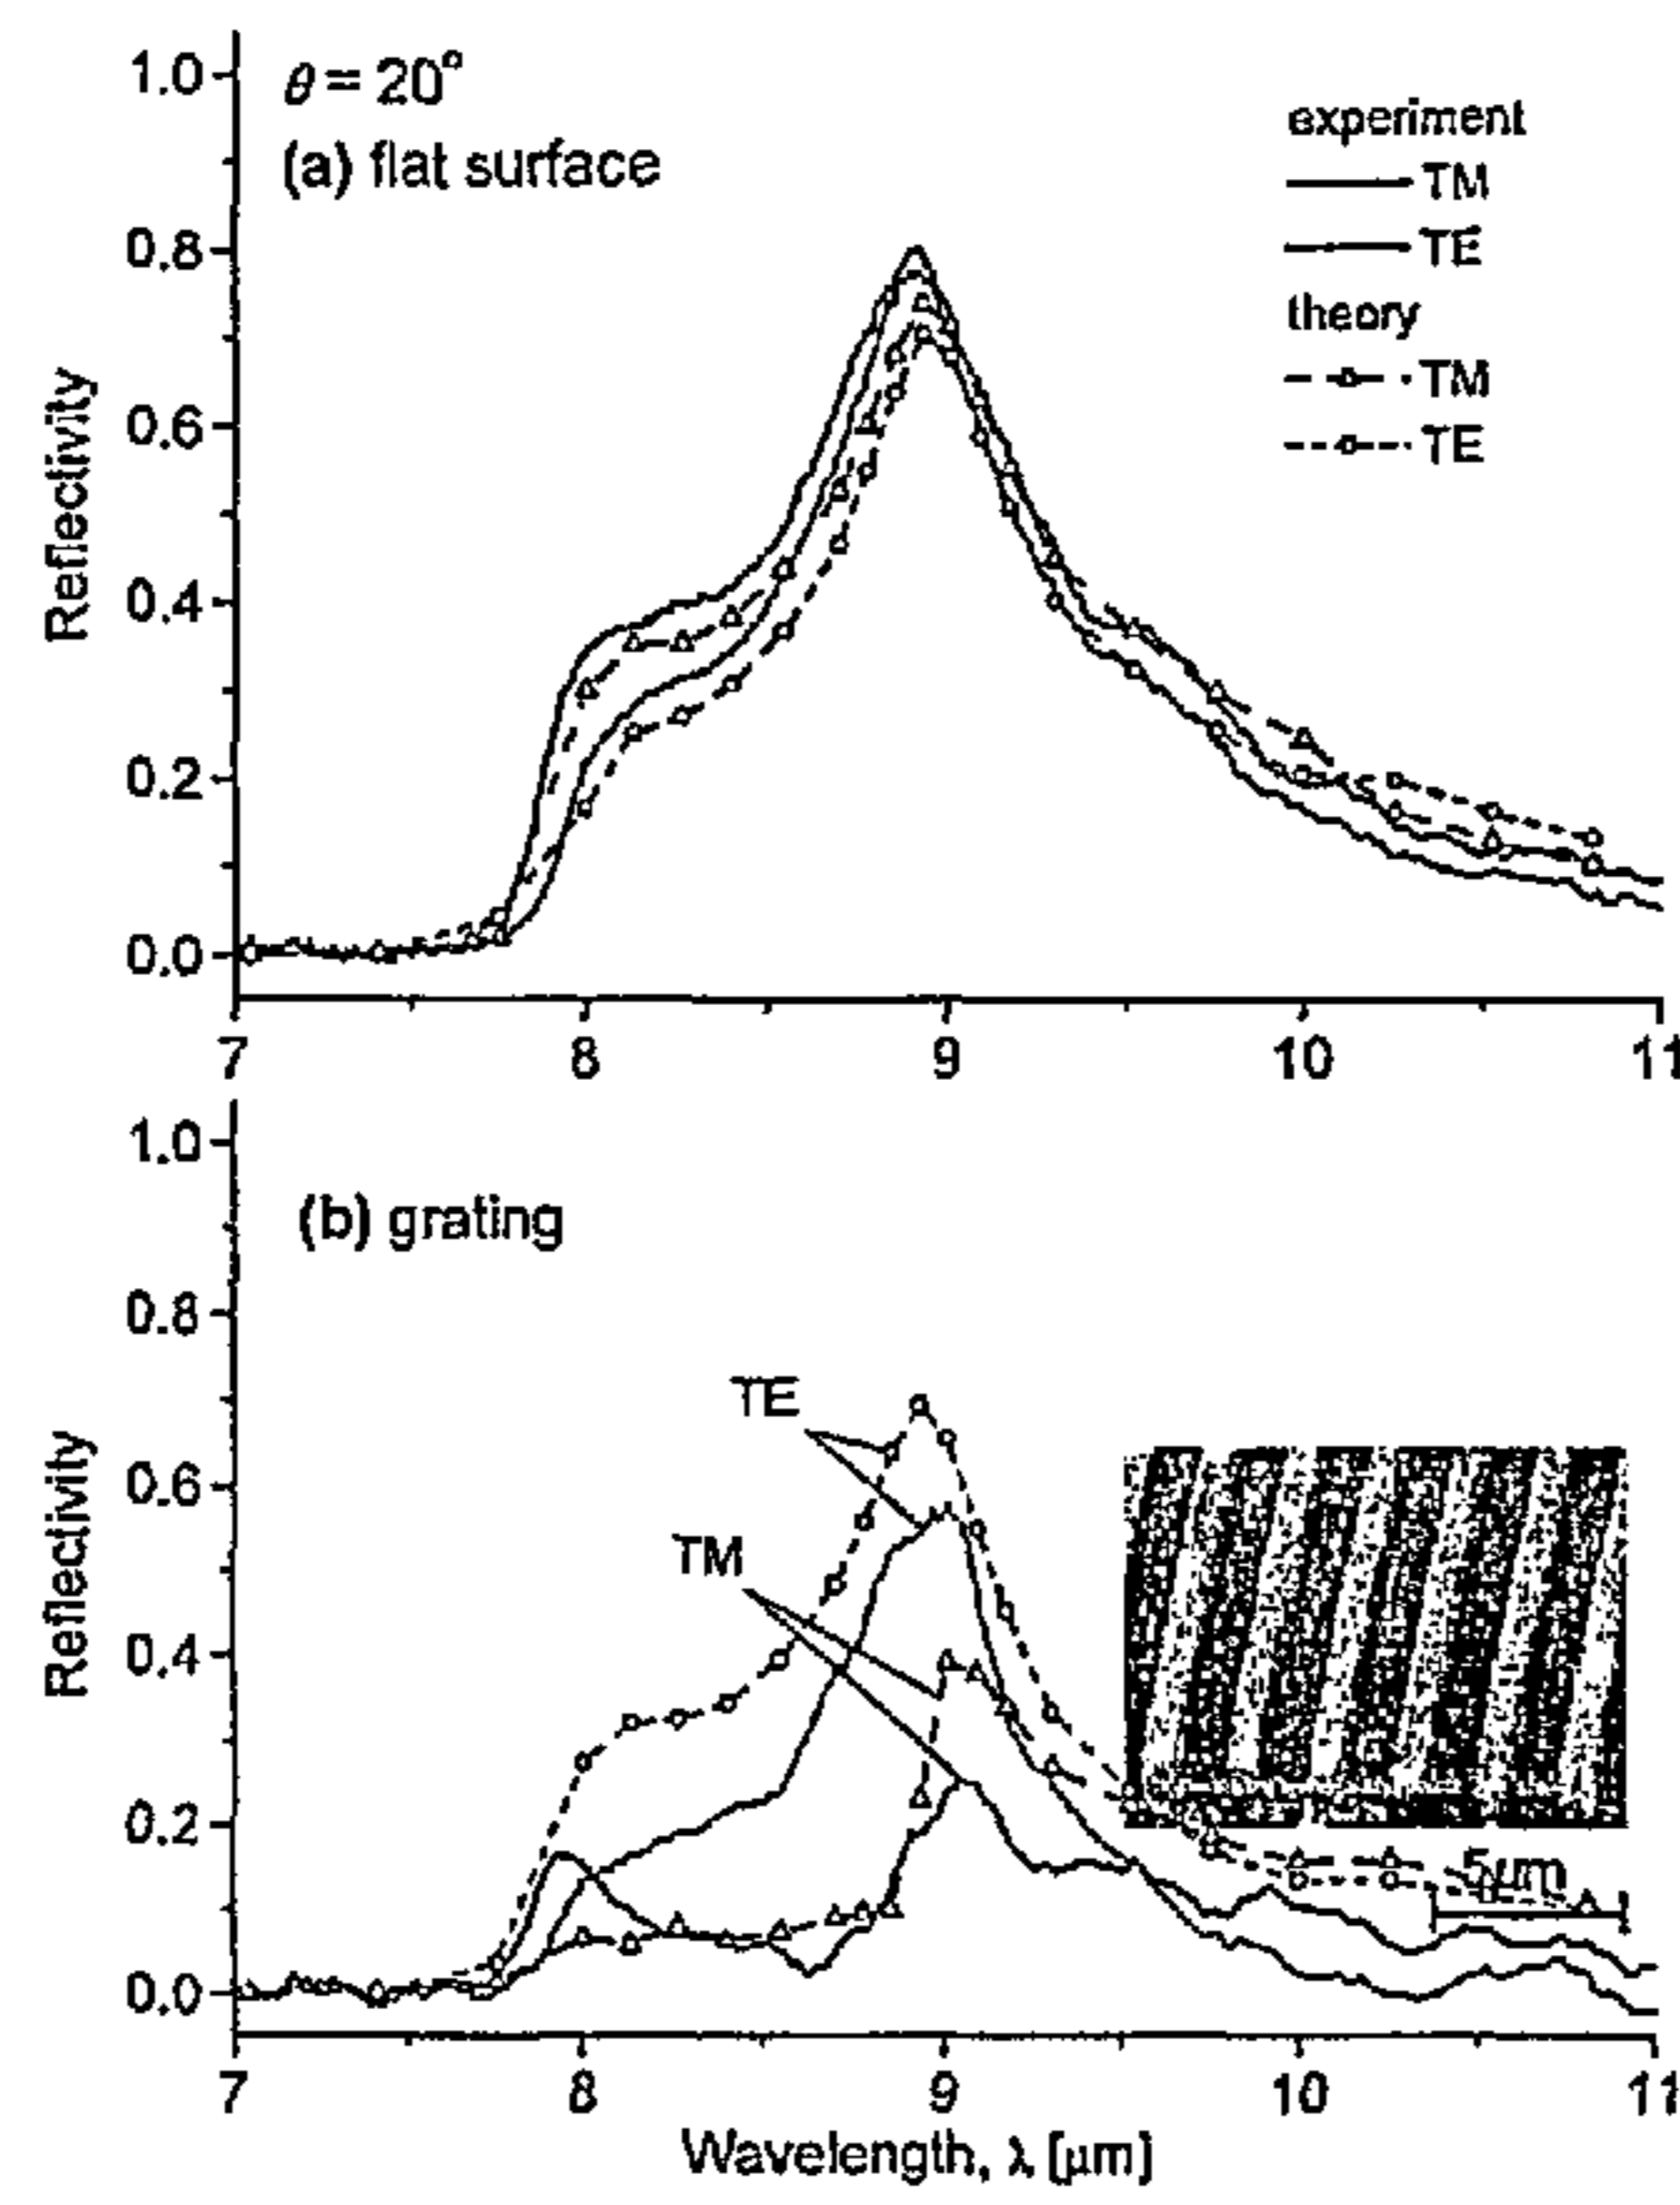 1.0
θ = 20°
(a) flat surface
experiment
TM
TE
theory
TM
TE
0.8
0.6
0.4
0.2
0.0
Reflectivity
7 8 9 10 11
1.0
(b) grating
0.8
TE
0.6
TM
0.4
0.2
5μm
0.0
Reflectivity
7 8 9 10 11
Wavelength, λ [μm]